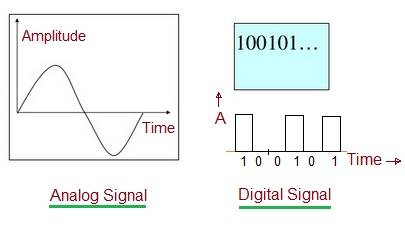 Amplitude
Time
Analog Signal
100101...
A
1 0 0 1 0 1
Time
Digital Signal